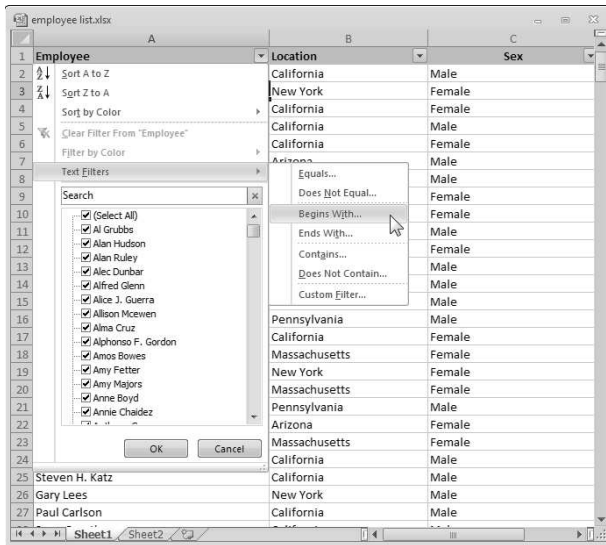 employee list.xlsx
A B C
1 Employee Location Sex
2 Sort A to Z California Male
3 Sort Z to A New York Female
4 Sort by Color California Female
5 Clear Filter From "Employee" California Male
6 Filter by Color California Female
7 Text Filters Arizona
8 Equals... Male
9 Search Does Not Equal... Female
10 (Select All) Begins With... Female
Al Grubbs
11 Alan Hudson Ends With... Male
12 Alan Ruley Contains... Female
13 Alec Dunbar Does Not Contain... Male
14 Alfred Glenn Male
15 Alice J. Guerra Custom Filter... Male
Allison Mcewen
16 Alma Cruz Pennsylvania Male
17 Alphonso F. Gordon California Female
18 Amos Bowes Massachusetts Female
19 Amy Fetter New York Female
20 Amy Majors Massachusetts Female
21 Anne Boyd Pennsylvania Male
22 Annie Chaidez Arizona Female
23 OK Cancel Massachusetts Female
24 California Male
25 Steven H. Katz California Male
26 Gary Lees New York Male
27 Paul Carlson California Male
Sheet1 Sheet2